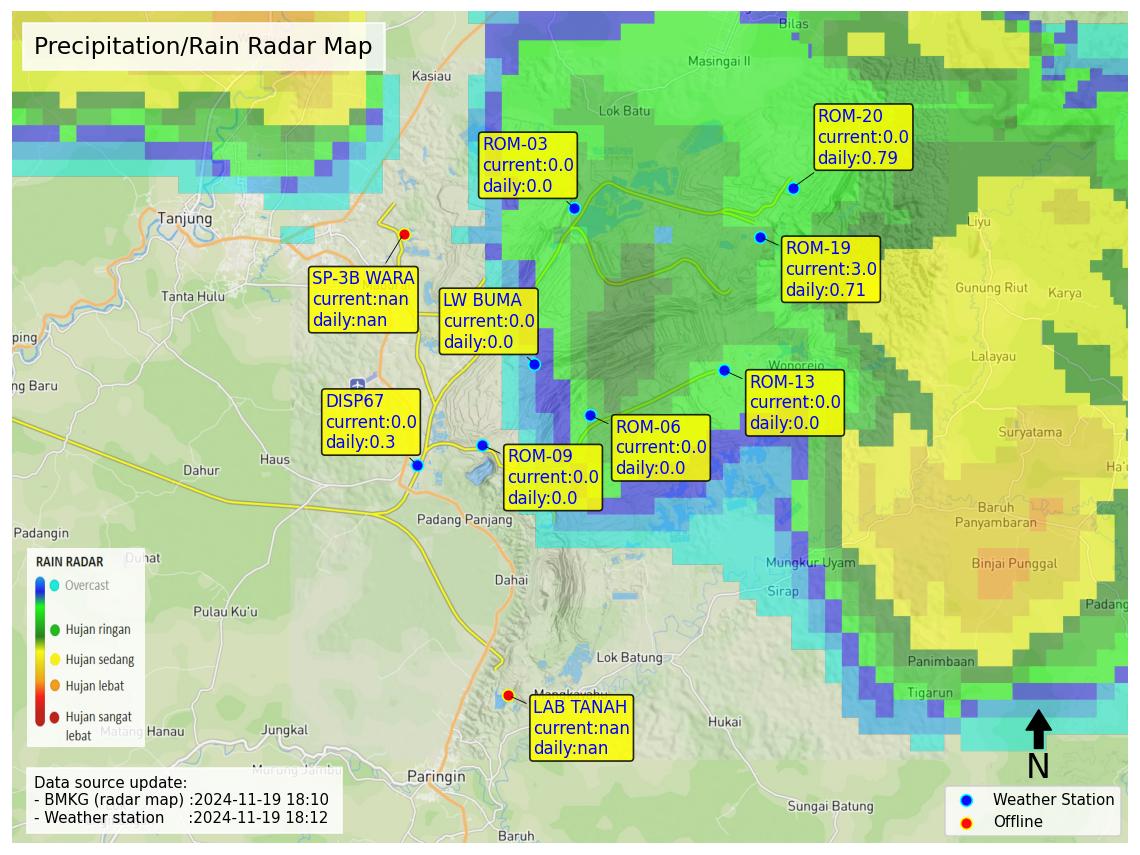 Precipitation/Rain Radar Map
Bilas
Masingai II
Kasiau
Lok Batu
ROM-20
current:0.0
daily:0.79
ROM-03
current:0.0
daily:0.0
Tanjung
Liyu
ROM-19
current:3.0
daily:0.71
SP-3B WARA
current:nan
daily:nan
Tanta Hulu
LW BUMA
current:0.0
daily:0.0
Gunung Riut
Karya
ping
Lalayau
Wonorejo
ng Baru
ROM-13
current:0.0
daily:0.0
DISP67
current:0.0
daily:0.3
ROM-06
current:0.0
daily:0.0
Suryatama
ROM-09
current:0.0
daily:0.0
Haus
Dahur
Ha'u
Baruh
Panyambaran
Padang Panjang
Padangin
Duhat
Mungkur Uyam
Binjai Punggal
Dahai
Sirap
Padang
Pulau Ku'u
RAIN RADAR
Overcast
Hujan ringan
Hujan sedang
Hujan lebat
Hujan sangat
lebat
Lok Batung
Panimbaan
Tigarun
LAB TANAH
current:nan
daily:nan
Hukai
Manau
Jungkal
N
Paringin
Data source update:
- BMKG (radar map) :2024-11-19 18:10
- Weather station :2024-11-19 18:12
Sungai Batung
Baruh
Weather Station
Offline